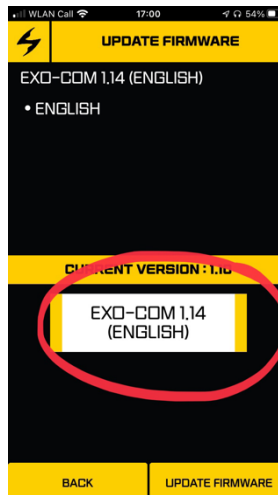 WLAN Call 17:00 54%
UPDATE FIRMWARE
EXO-COM 1.14 (ENGLISH)
• ENGLISH
CURRENT VERSION : 1.10
EXO-COM 1.14
(ENGLISH)
BACK UPDATE FIRMWARE